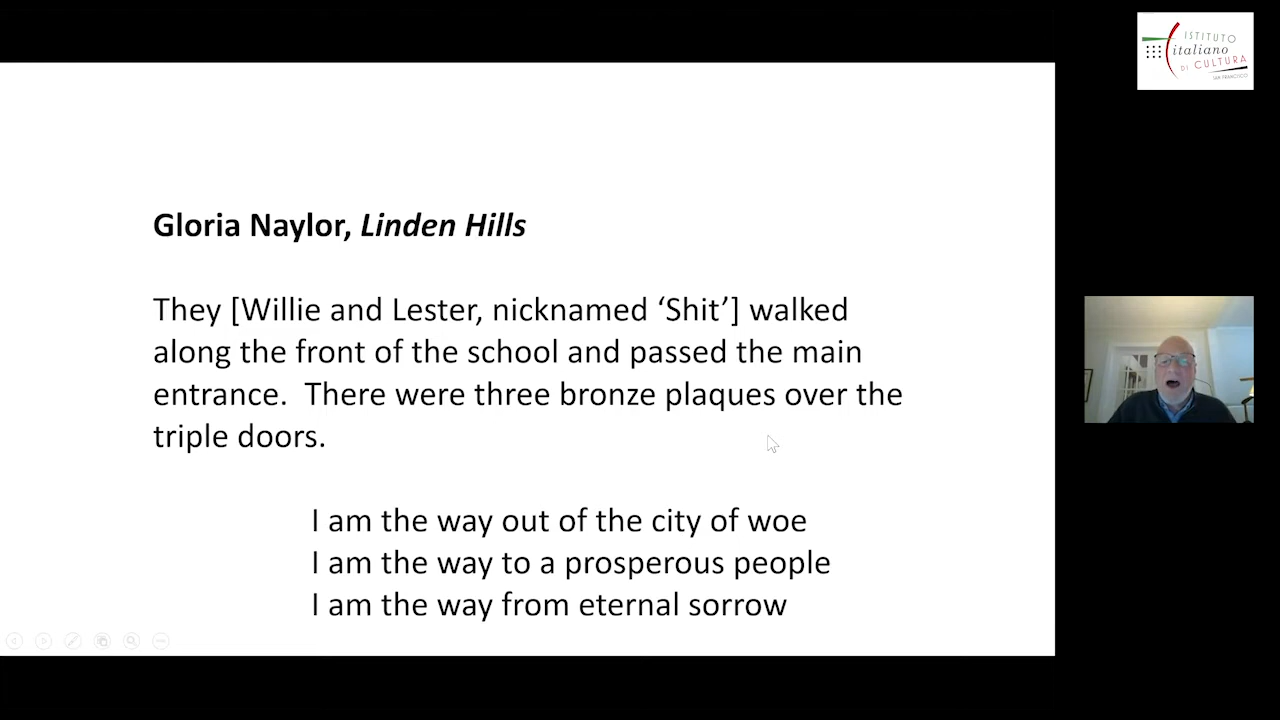 ISTITUTO
italiano
DI CULTURA
SAN FRANCISCO
Gloria Naylor, Linden Hills
They [Willie and Lester, nicknamed ‘Shit’] walked
along the front of the school and passed the main
entrance.  There were three bronze plaques over the
triple doors.
I am the way out of the city of woe
I am the way to a prosperous people
I am the way from eternal sorrow